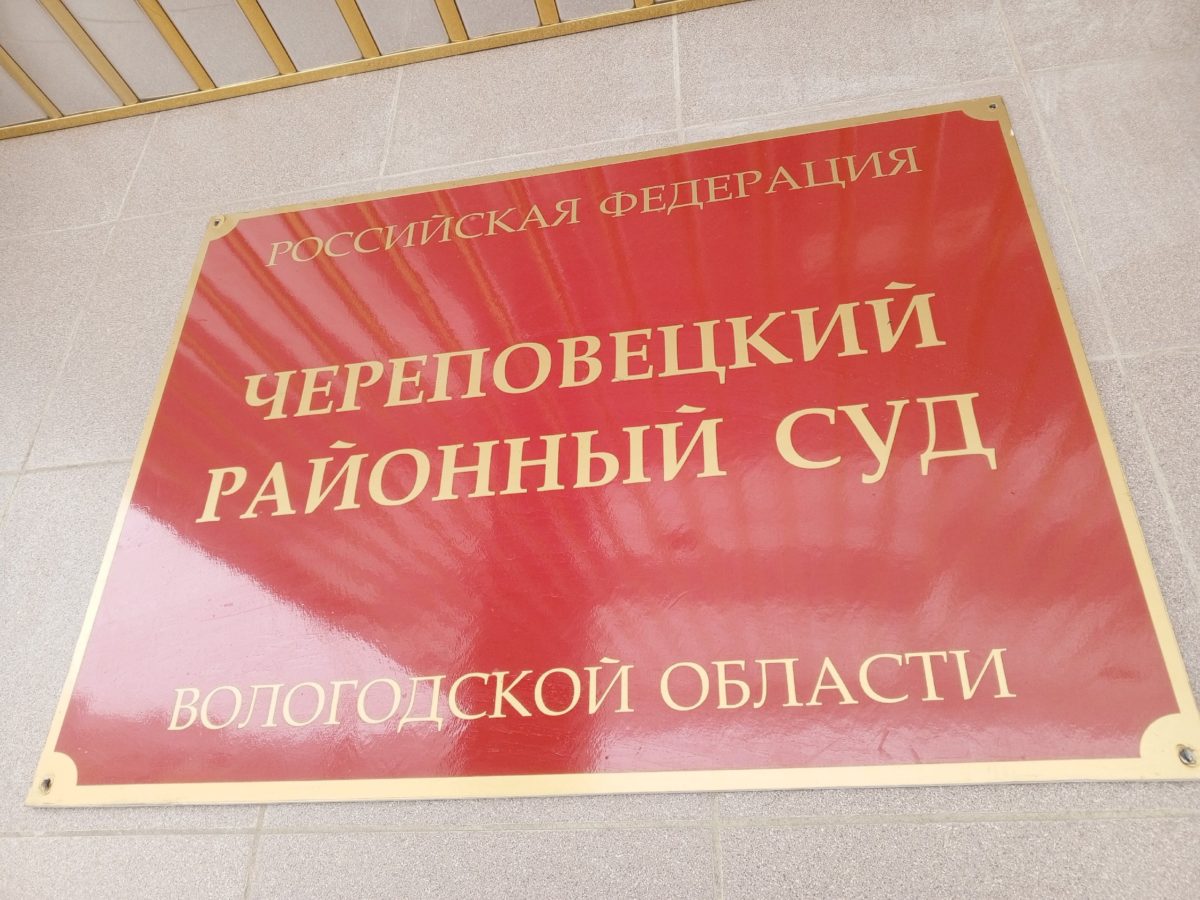 РОССИЙСКАЯ ФЕДЕРАЦИЯ
ЧЕРЕПОВЕЦКИЙ
РАЙОННЫЙ СУД
ВОЛОГОДСКОЙ ОБЛАСТИ